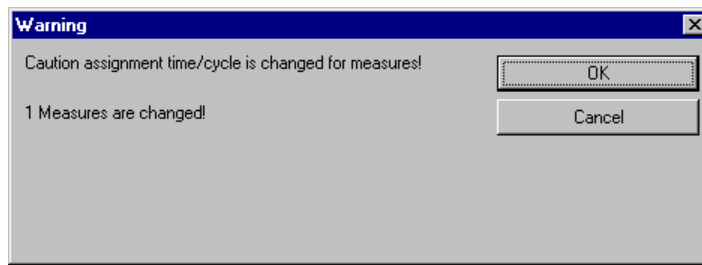 Warning
Caution assignment time/cycle is changed for measures!
OK
1 Measures are changed!
Cancel